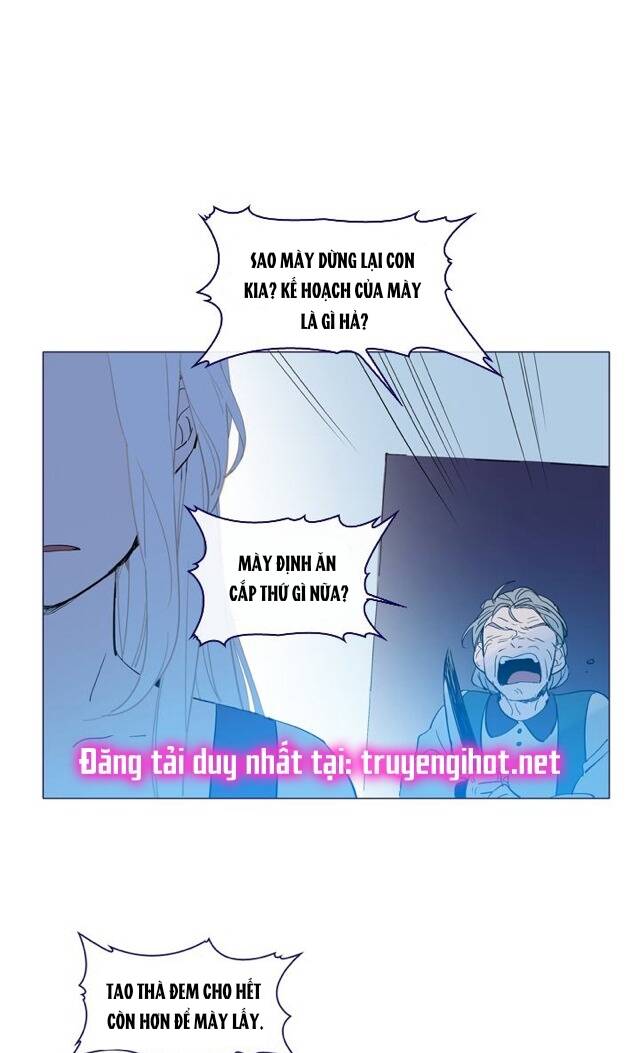 SAO MÀY DỪNG LẠI CON
KIA? KẾ HOẠCH CỦA MÀY
LÀ GÌ HẢ?
MÀY ĐỊNH ĂN
CẮP THỨ GÌ NỮA?
Đăng tải duy nhất tại: truyengihot.net
TAO THÀ ĐEM CHO HẾT
CÒN HƠN ĐỂ MÀY LẤY.